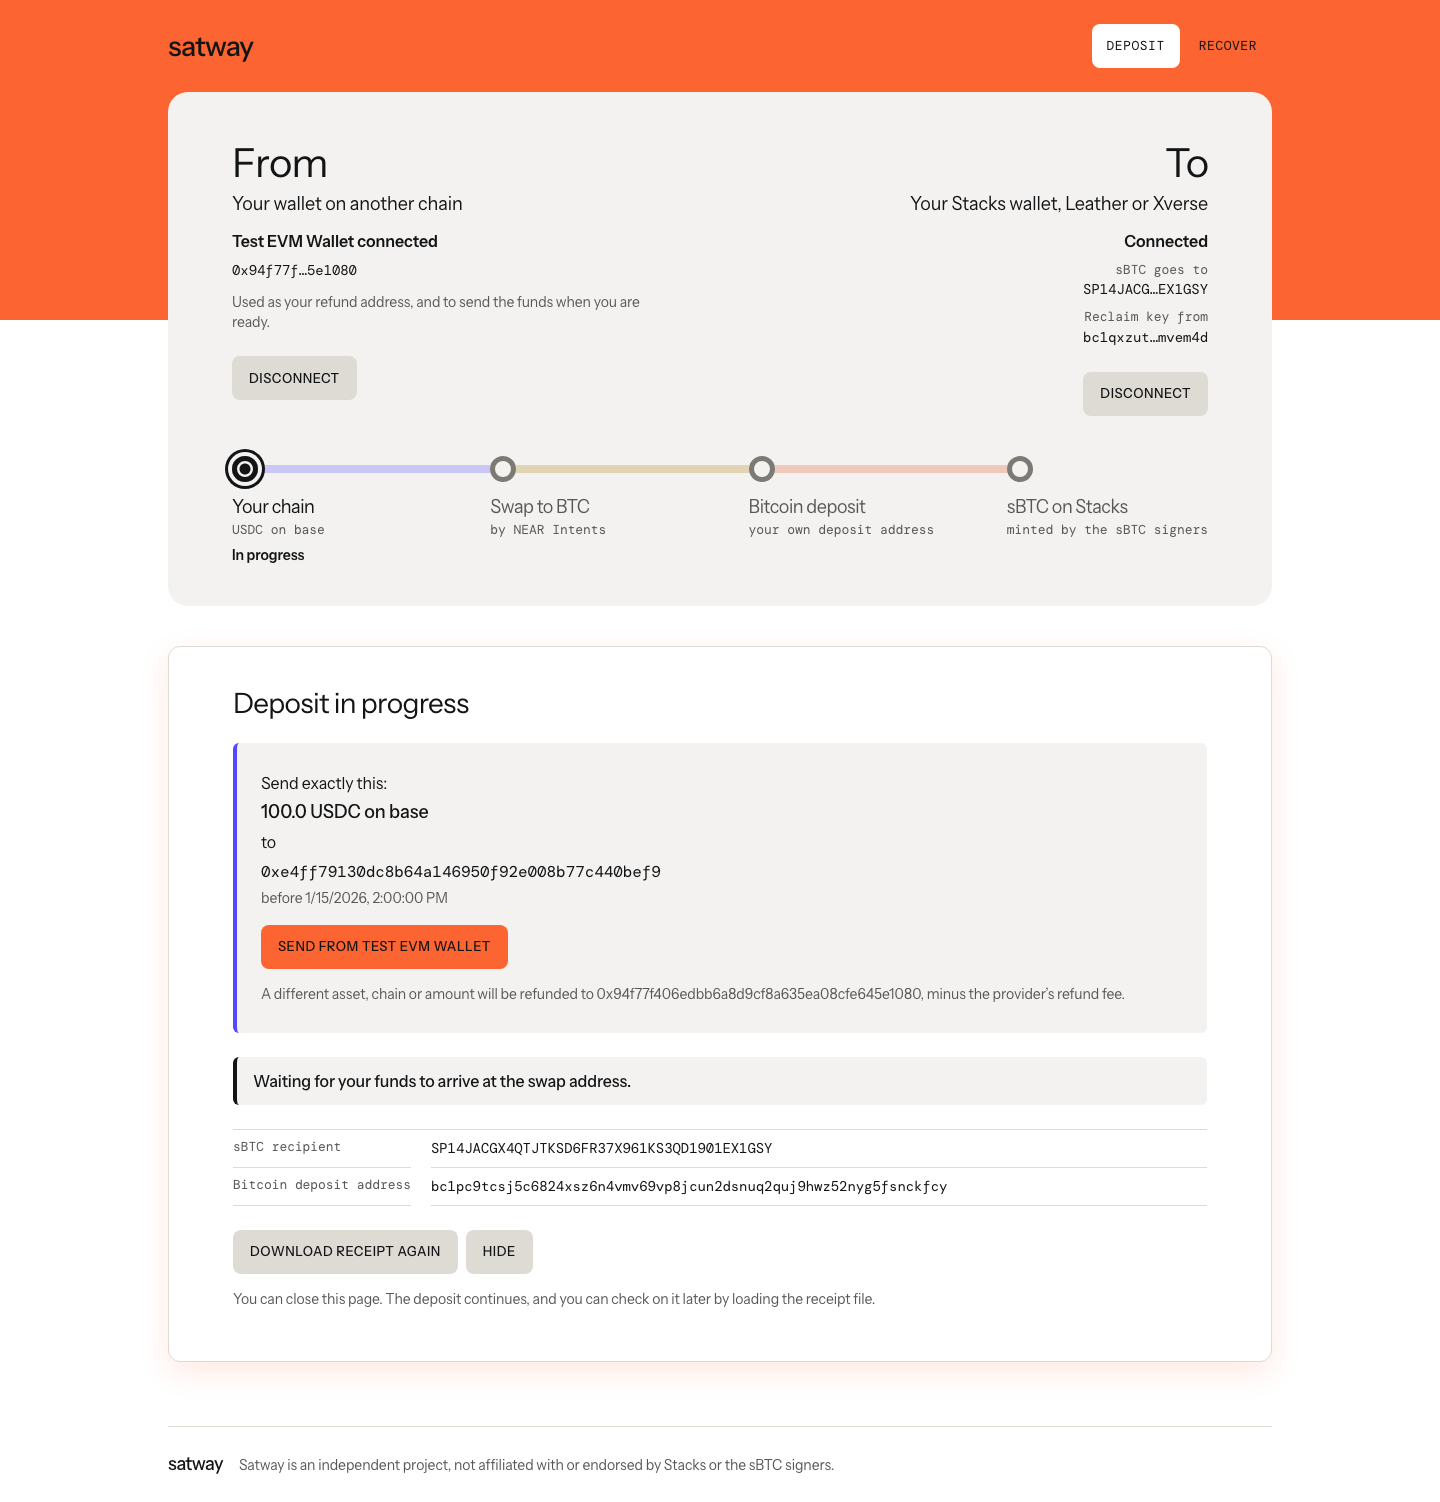 satway
DEPOSIT
RECOVER
From
Your wallet on another chain
Test EVM Wallet connected
0x94f77f…5e1080
Used as your refund address, and to send the funds when you are
ready.
DISCONNECT
To
Your Stacks wallet, Leather or Xverse
Connected
sBTC goes to
SP14JACG…EX1GSY
Reclaim key from
bc1qxzut…mvem4d
DISCONNECT
Your chain
USDC on base
In progress
Swap to BTC
by NEAR Intents
Bitcoin deposit
your own deposit address
sBTC on Stacks
minted by the sBTC signers
Deposit in progress
Send exactly this:
100.0 USDC on base
to
0xe4ff79130dc8b64a146950f92e008b77c440bef9
before 1/15/2026, 2:00:00 PM
SEND FROM TEST EVM WALLET
A different asset, chain or amount will be refunded to 0x94f77f406edbb6a8d9cf8a635ea08cfe645e1080, minus the provider's refund fee.
Waiting for your funds to arrive at the swap address.
sBTC recipient
SP14JACGX4QTJTKSD6FR37X961KS3QD1901EX1GSY
Bitcoin deposit address
bc1pc9tcsj5c6824xsz6n4vmv69vp8jcun2dsnuq2quj9hwz52nyg5fsnckfcy
DOWNLOAD RECEIPT AGAIN
HIDE
You can close this page. The deposit continues, and you can check on it later by loading the receipt file.
satway
Satway is an independent project, not affiliated with or endorsed by Stacks or the sBTC signers.